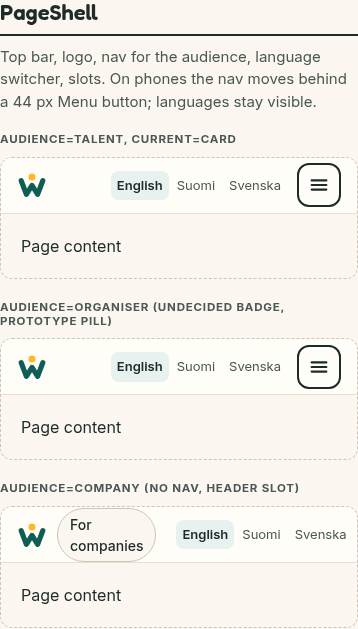 PageShell
Top bar, logo, nav for the audience, language
switcher, slots. On phones the nav moves behind
a 44 px Menu button; languages stay visible.
AUDIENCE=TALENT, CURRENT=CARD
English Suomi Svenska
Page content
AUDIENCE=ORGANISER (UNDECIDED BADGE,
PROTOTYPE PILL)
English Suomi Svenska
Page content
AUDIENCE=COMPANY (NO NAV, HEADER SLOT)
For
companies
English Suomi Svenska
Page content